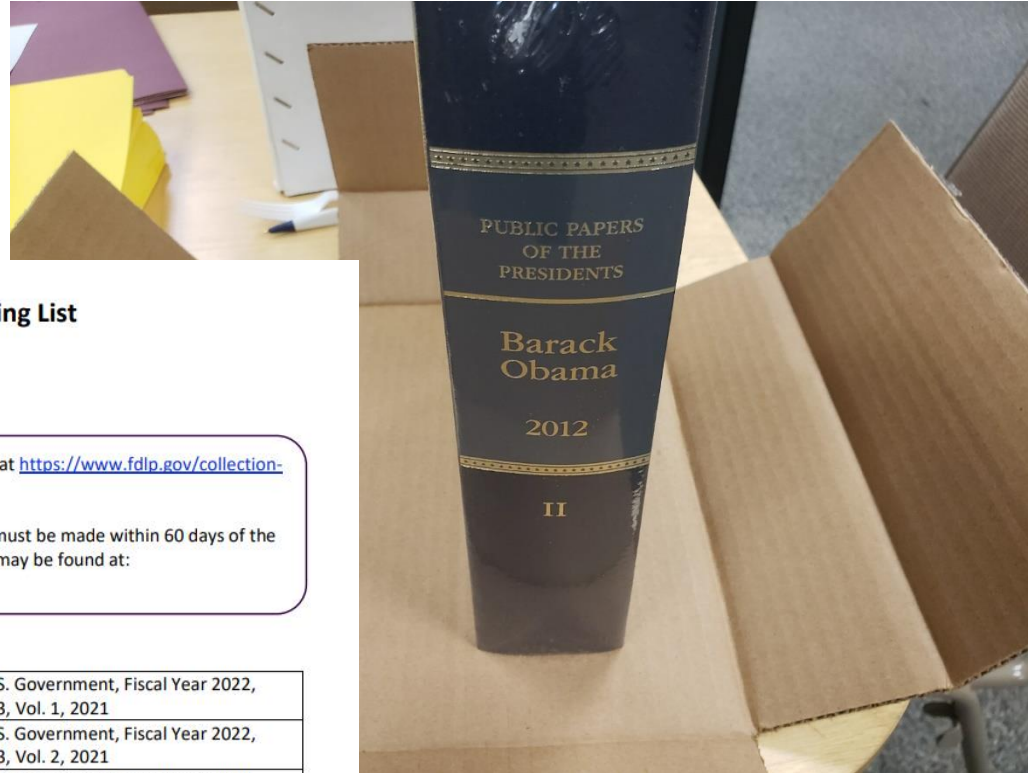 ing List
at https://www.fdlp.gov/collection-
must be made within 60 days of the
may be found at:
S. Government, Fiscal Year 2022,
3, Vol. 1, 2021
S. Government, Fiscal Year 2022,
3, Vol. 2, 2021
PUBLIC PAPERS
OF THE
PRESIDENTS
Barack
Obama
2012
II